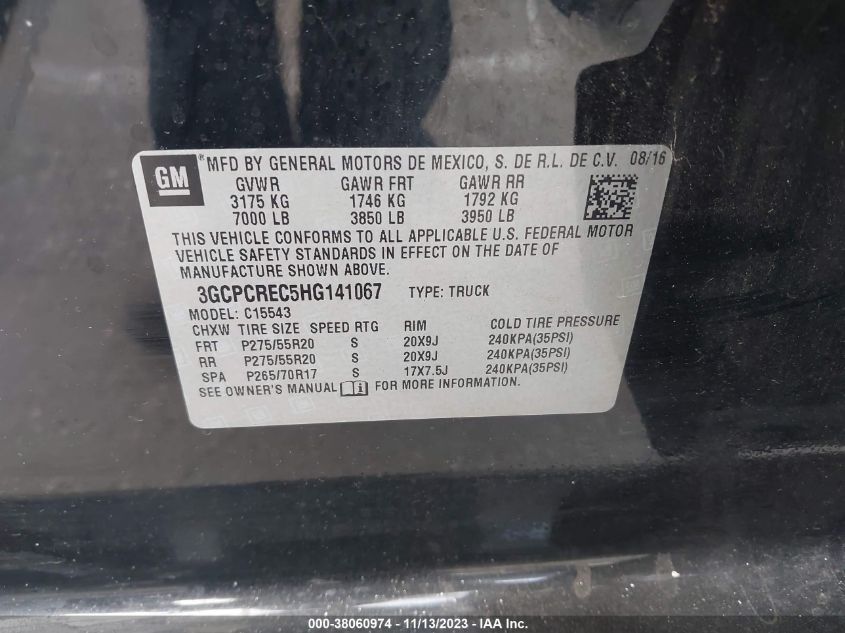 GM ® MFD BY GENERAL MOTORS DE MEXICO, S. DE R.L. DE C.V. 08/16
GVWR GAWR FRT GAWR RR
3175 KG 1746 KG 1792 KG
7000 LB 3850 LB 3950 LB
THIS VEHICLE CONFORMS TO ALL APPLICABLE U.S. FEDERAL MOTOR
VEHICLE SAFETY STANDARDS IN EFFECT ON THE DATE OF
MANUFACTURE SHOWN ABOVE.
3GCPCREC5HG141067 TYPE: TRUCK
MODEL: C15543
CHXW TIRE SIZE SPEED RTG RIM COLD TIRE PRESSURE
FRT P275/55R20 S 20X9J 240KPA(35PSI)
RR P275/55R20 S 20X9J 240KPA(35PSI)
SPA P265/70R17 S 17X7.5J 240KPA(35PSI)
SEE OWNER'S MANUAL i FOR MORE INFORMATION.
000-38060974 - 11/13/2023 - IAA Inc.